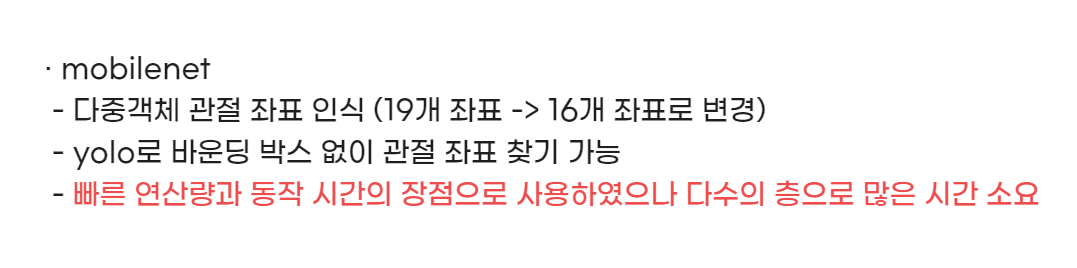 · mobilenet
- 다중객체 관절 좌표 인식 (19개 좌표 -> 16개 좌표로 변경)
- yolo로 바운딩 박스 없이 관절 좌표 찾기 가능
- 빠른 연산량과 동작 시간의 장점으로 사용하였으나 다수의 층으로 많은 시간 소요